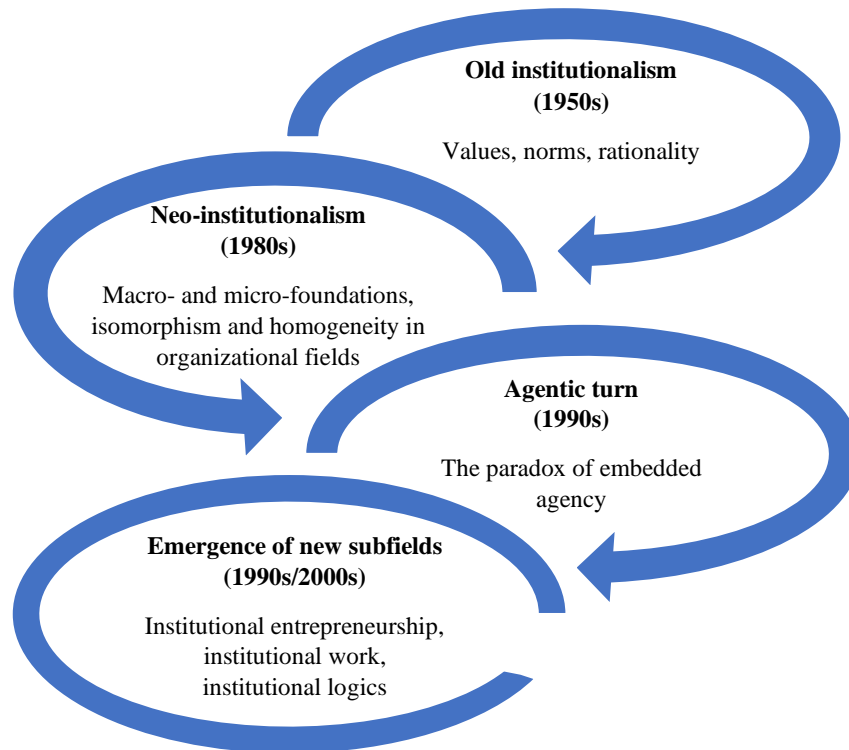 Old institutionalism
(1950s)
Values, norms, rationality
Neo-institutionalism
(1980s)
Macro- and micro-foundations,
isomorphism and homogeneity in
organizational fields
Agentic turn
(1990s)
The paradox of embedded
agency
Emergence of new subfields
(1990s/2000s)
Institutional entrepreneurship,
institutional work,
institutional logics